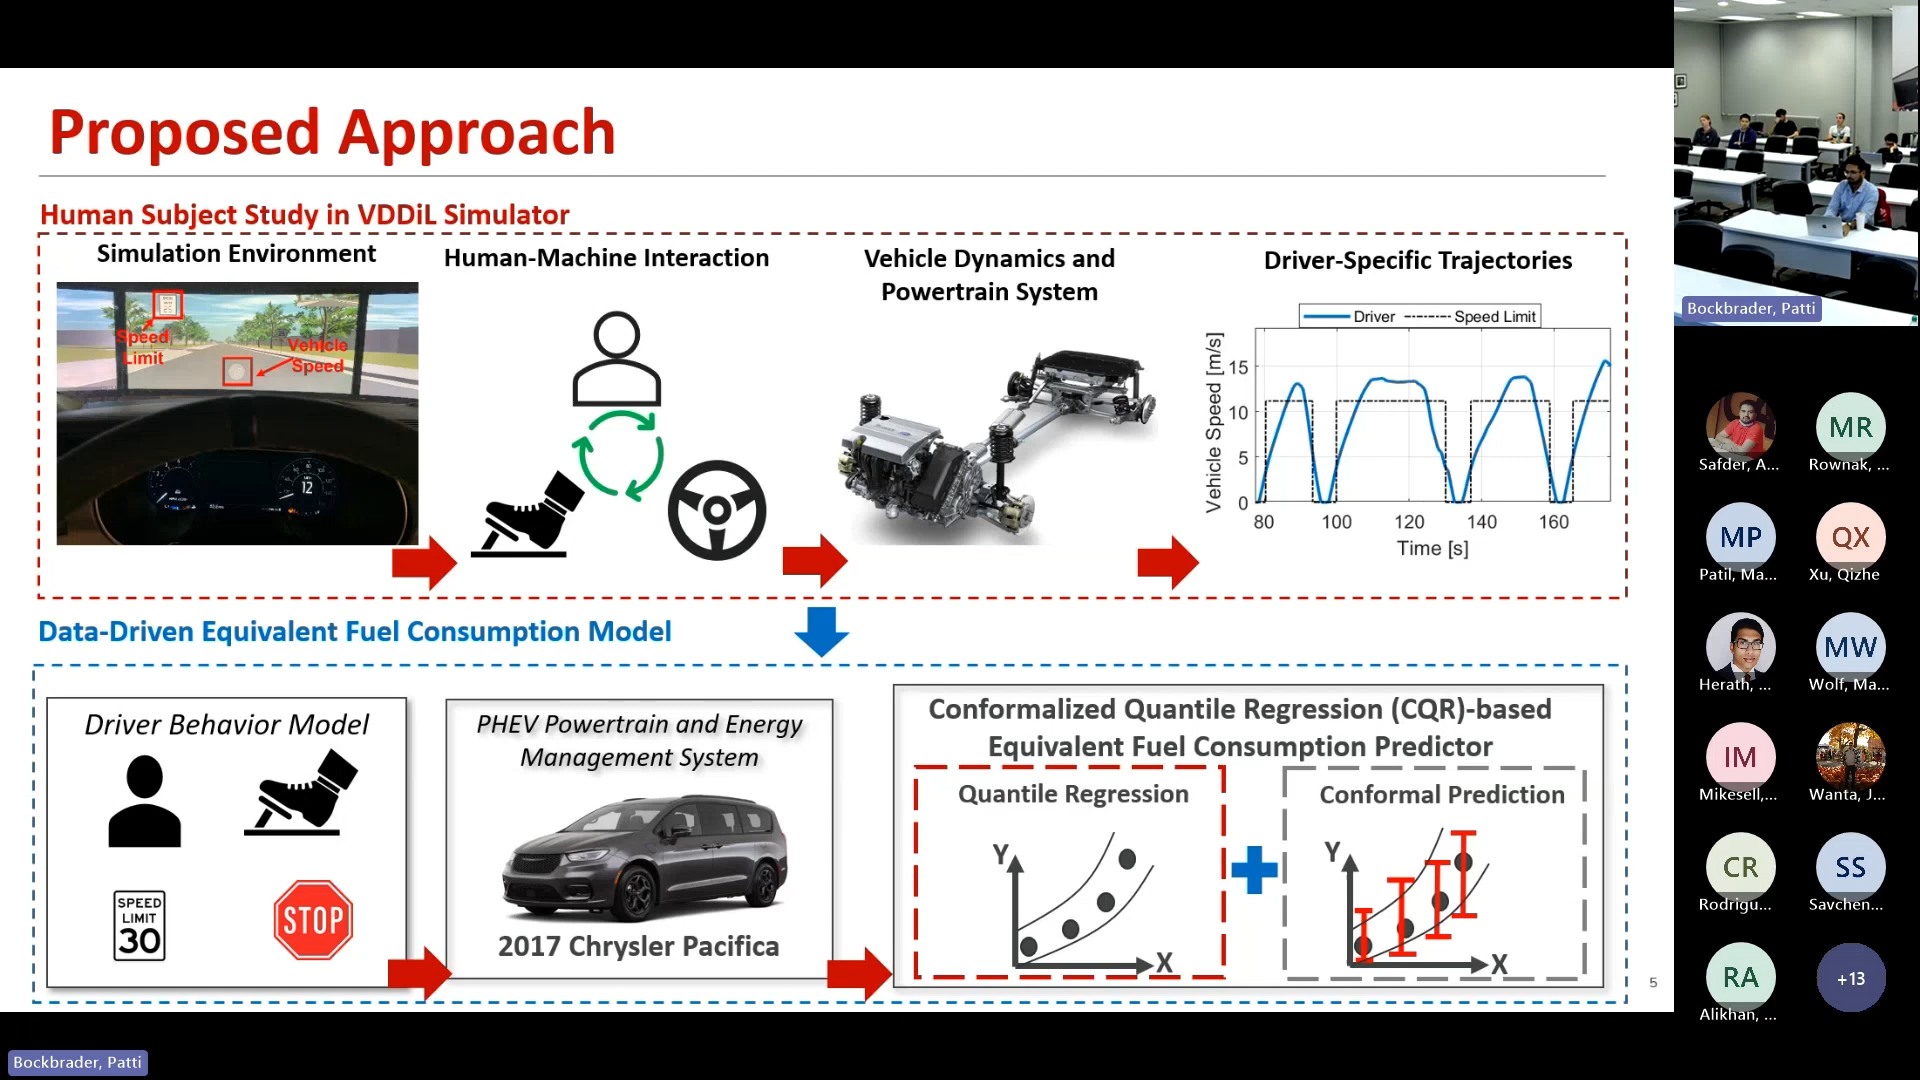 Proposed Approach
Human Subject Study in VDDiL Simulator
Simulation Environment
Speed
Limit
Vehicle
Speed
12
Human-Machine Interaction
Vehicle Dynamics and
Powertrain System
Driver-Specific Trajectories
Driver
Speed Limit
Vehicle Speed [m/s]
15
10
5
0
80 100 120 140 160
Time [s]
Data-Driven Equivalent Fuel Consumption Model
Driver Behavior Model
SPEED
LIMIT
30
STOP
PHEV Powertrain and Energy
Management System
2017 Chrysler Pacifica
Conformalized Quantile Regression (CQR)-based
Equivalent Fuel Consumption Predictor
Quantile Regression
Y
X
Conformal Prediction
Y
X
5
Bockbrader, Patti
Bockbrader, Patti
Safder, A...
MR
Rownak, ...
MP
Patil, Ma...
QX
Xu, Qizhe
Herath, ...
MW
Wolf, Ma...
IM
Mikesell,...
Wanta, J...
CR
Rodrigu...
SS
Savchen...
RA
Alikhan, ...
+13